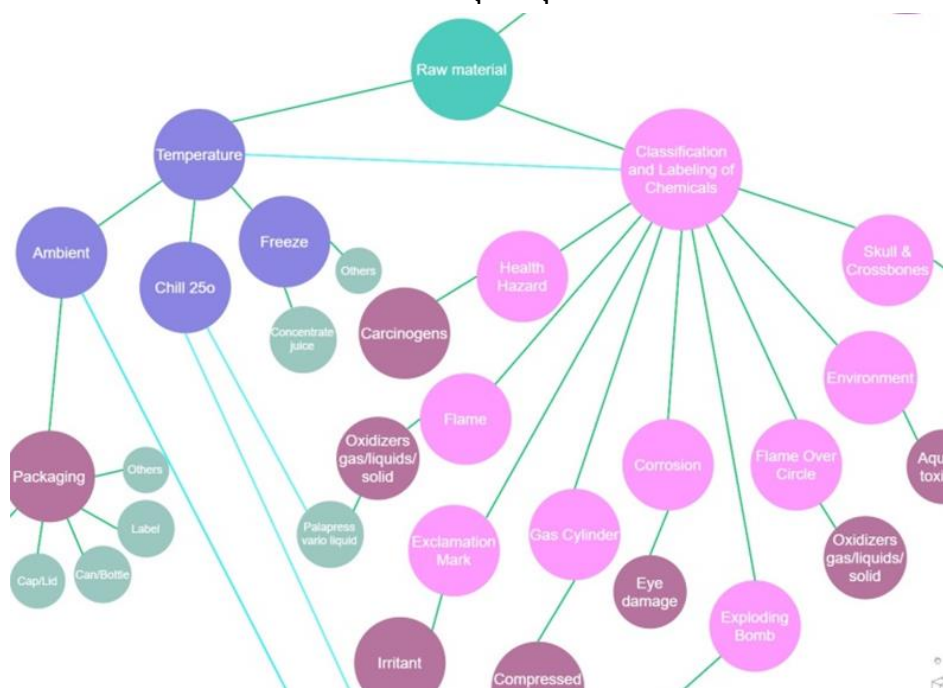 Raw material
Temperature
Classification
and Labeling of
Chemicals
Ambient
Chill 25o
Freeze
Others
Concentrate
juice
Health
Hazard
Carcinogens
Skull &
Crossbones
Environment
Flame
Oxidizers
gas/liquids/
solid
Palapress
vario liquid
Packaging
Others
Label
Can/Bottle
Cap/Lid
Exclamation
Mark
Irritant
Gas Cylinder
Compressed
Corrosion
Eye
damage
Flame Over
Circle
Oxidizers
gas/liquids/
solid
Exploding
Bomb
Aqu
toxi